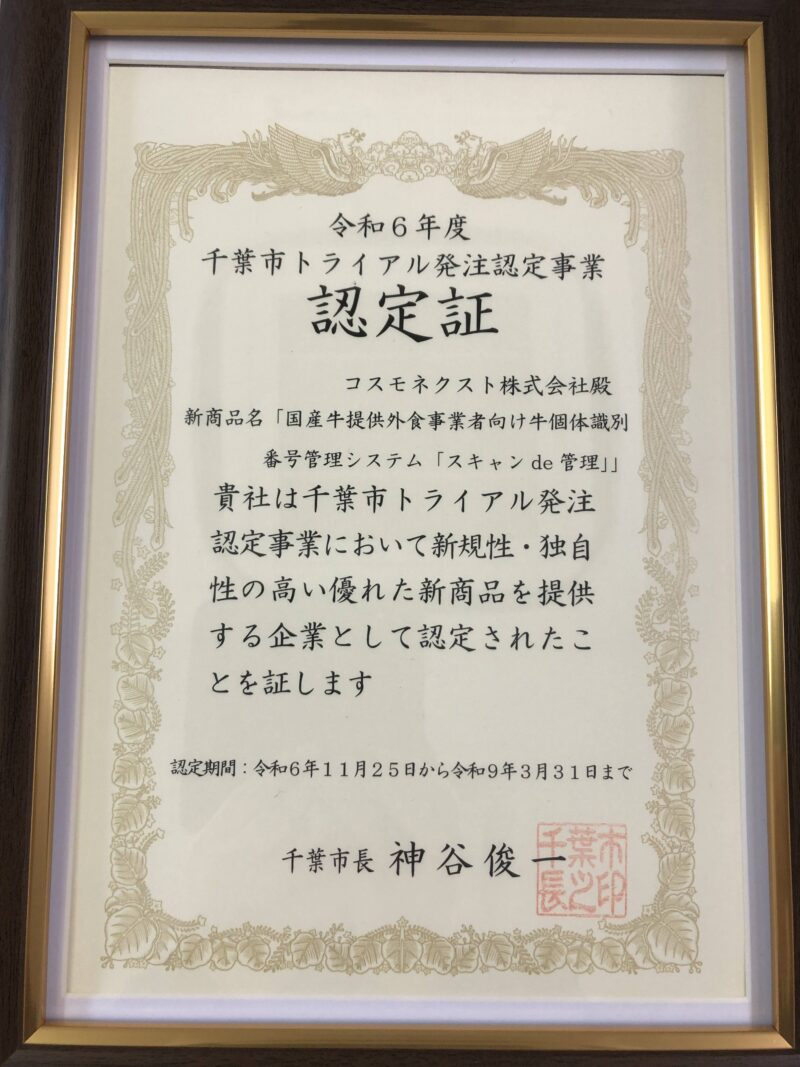 令和６年度
千葉市トライアル発注認定事業
認定証
コスモネクスト株式会社殿
新商品名「国産牛提供外食事業者向け牛個体識別
番号管理システム「スキャン de 管理」」
貴社は千葉市トライアル発注
認定事業において新規性・独自
性の高い優れた新商品を提供
する企業として認定されたこ
とを証します
認定期間：令和６年１１月２５日から令和９年３月３１日まで
千葉市長 神谷俊一
千葉市
長之印